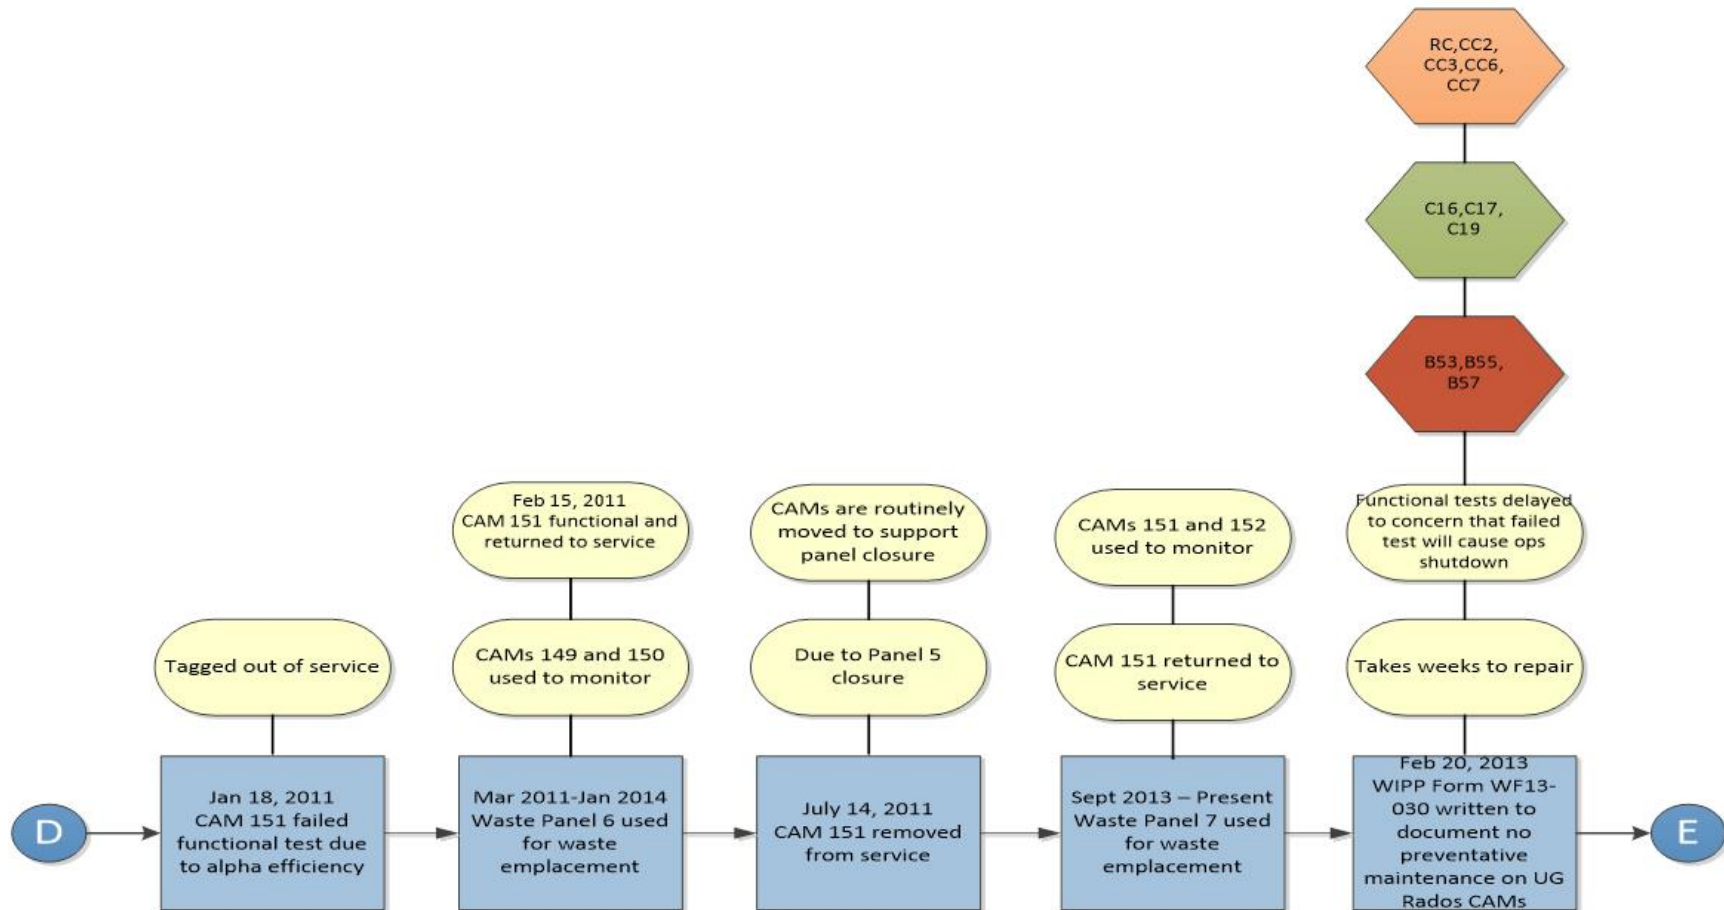 RC,CC2,
CC3,CC6,
CC7
C16,C17,
C19
B53,B55,
B57
Feb 15, 2011
CAM 151 functional and
returned to service
CAMs are routinely
moved to support
panel closure
CAMs 151 and 152
used to monitor
Functional tests delayed
to concern that failed
test will cause ops
shutdown
Tagged out of service
CAMs 149 and 150
used to monitor
Due to Panel 5
closure
CAM 151 returned to
service
Takes weeks to repair
D
Jan 18, 2011
CAM 151 failed
functional test due
to alpha efficiency
Mar 2011-Jan 2014
Waste Panel 6 used
for waste
emplacement
July 14, 2011
CAM 151 removed
from service
Sept 2013 – Present
Waste Panel 7 used
for waste
emplacement
Feb 20, 2013
WIPP Form WF13-
030 written to
document no
preventative
maintenance on UG
Rados CAMs
E